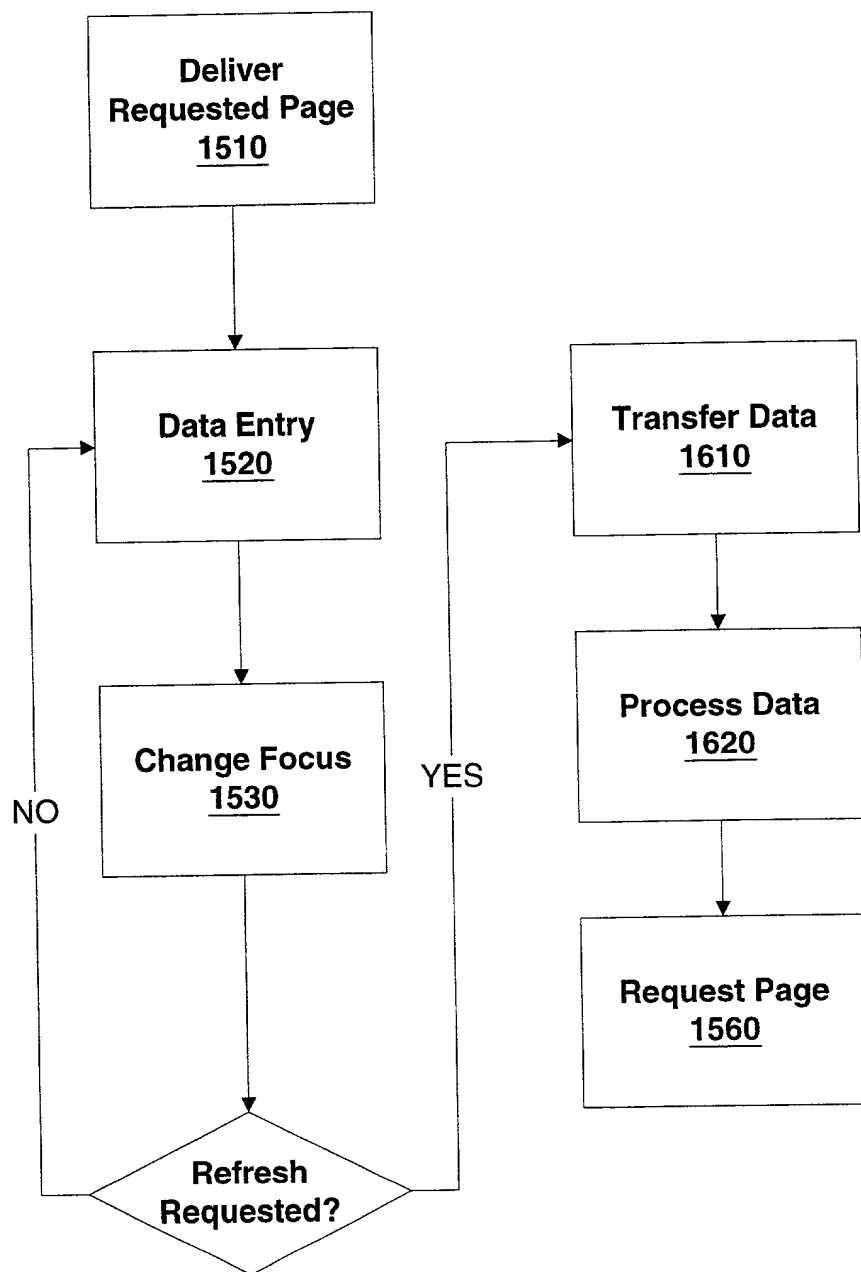 Deliver
Requested Page
1510
Data Entry
1520
Transfer Data
1610
Change Focus
1530
Process Data
1620
NO
YES
Request Page
1560
Refresh
Requested?